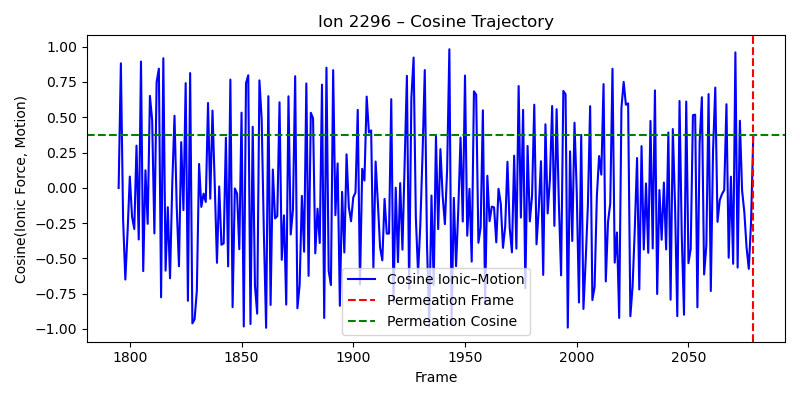 Ion 2296 – Cosine Trajectory
Cosine(Ionic Force, Motion)
1.00
0.75
0.50
0.25
0.00
−0.25
−0.50
−0.75
−1.00
Cosine Ionic–Motion
Permeation Frame
Permeation Cosine
1800
1850
1900
1950
2000
2050
Frame